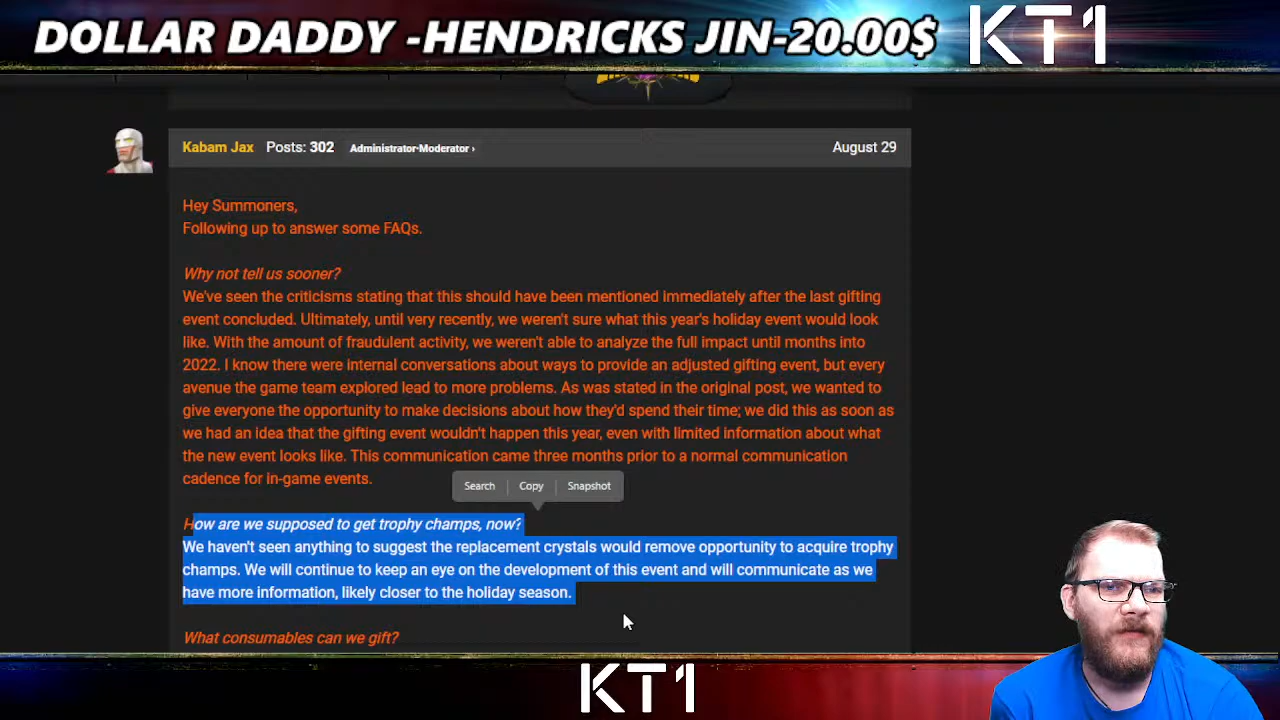 DOLLAR DADDY -HENDRICKS JIN-20.00$
KT1
Kabam Jax Posts: 302 Administrator-Moderator › August 29
Hey Summoners,
Following up to answer some FAQs.
Why not tell us sooner?
We've seen the criticisms stating that this should have been mentioned immediately after the last gifting
event concluded. Ultimately, until very recently, we weren't sure what this year's holiday event would look
like. With the amount of fraudulent activity, we weren't able to analyze the full impact until months into
2022. I know there were internal conversations about ways to provide an adjusted gifting event, but every
avenue the game team explored lead to more problems. As was stated in the original post, we wanted to
give everyone the opportunity to make decisions about how they'd spend their time; we did this as soon as
we had an idea that the gifting event wouldn't happen this year, even with limited information about what
the new event looks like. This communication came three months prior to a normal communication
cadence for in-game events.
Search Copy Snapshot
How are we supposed to get trophy champs, now?
We haven't seen anything to suggest the replacement crystals would remove opportunity to acquire trophy
champs. We will continue to keep an eye on the development of this event and will communicate as we
have more information, likely closer to the holiday season.
What consumables can we gift?
KT1